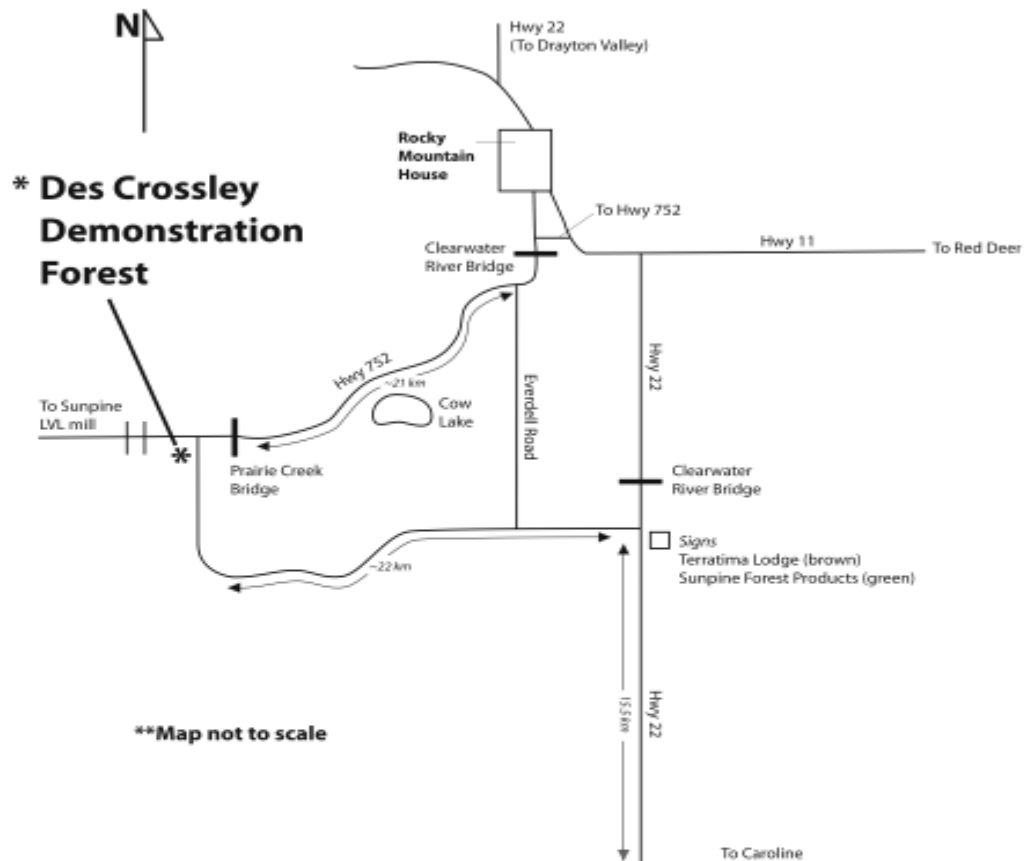 N
Hwy 22
(To Drayton Valley)
Rocky
Mountain
House
* Des Crossley
Demonstration
Forest
To Hwy 752
Clearwater
River Bridge
Hwy 11
To Red Deer
Hwy 752
~21 km
Hwy 22
Everdell Road
Cow
Lake
To Sunpine
LVL mill
*
Prairie Creek
Bridge
Clearwater
River Bridge
Signs
Terratima Lodge (brown)
Sunpine Forest Products (green)
~22 km
15.5 km
Hwy 22
**Map not to scale
To Caroline